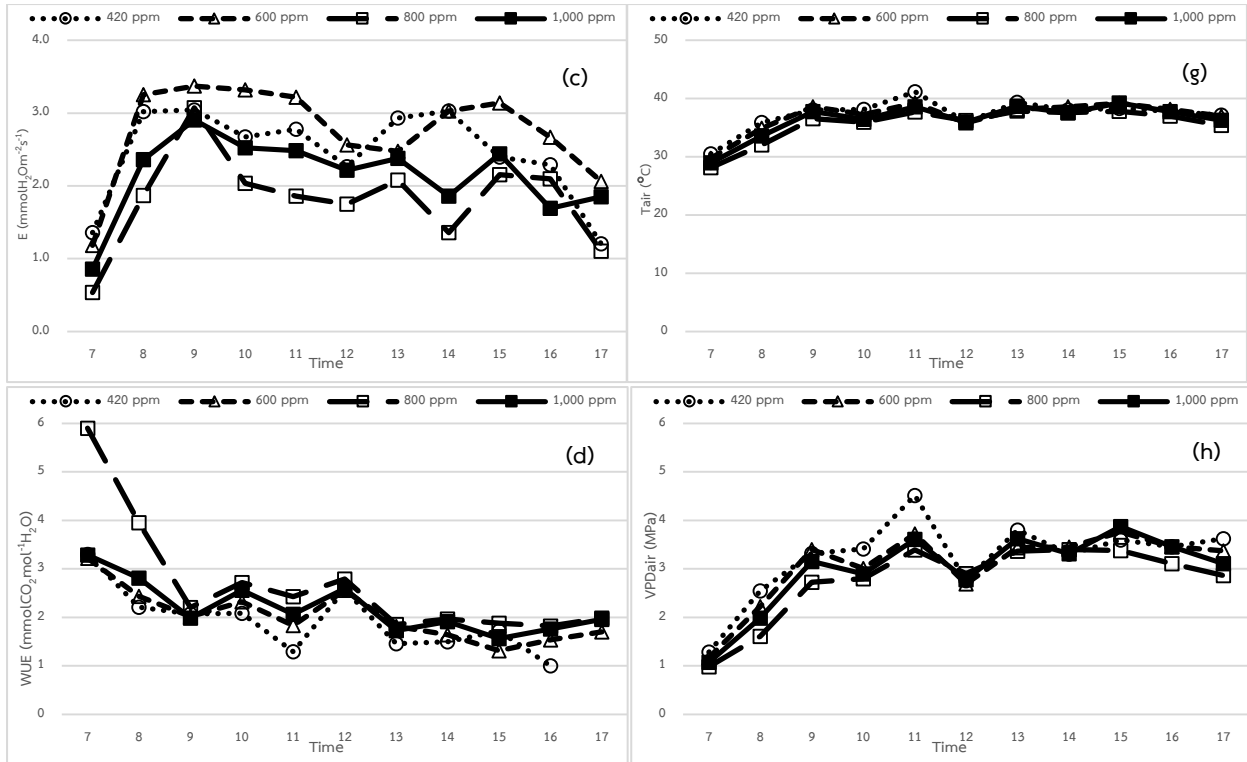 420 ppm 600 ppm 800 ppm 1,000 ppm
4.0
3.0
2.0
1.0
0.0
E (mmolH₂Om⁻²s⁻¹)
(c)
7 8 9 10 11 12 13 14 15 16 17
Time
420 ppm 600 ppm 800 ppm 1,000 ppm
50
40
30
20
10
0
Tair (°C)
(g)
7 8 9 10 11 12 13 14 15 16 17
Time
420 ppm 600 ppm 800 ppm 1,000 ppm
6
5
4
3
2
1
0
WUE (mmolCO₂mol⁻¹H₂O)
(d)
7 8 9 10 11 12 13 14 15 16 17
Time
420 ppm 600 ppm 800 ppm 1,000 ppm
6
5
4
3
2
1
0
VPDair (MPa)
(h)
7 8 9 10 11 12 13 14 15 16 17
Time